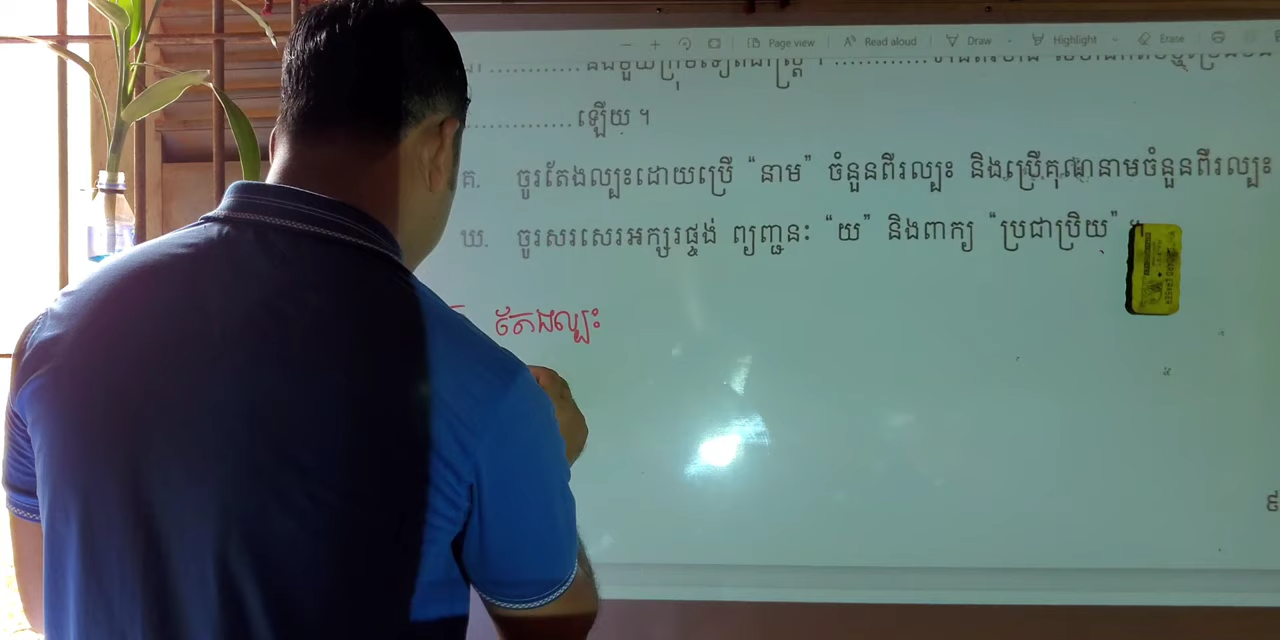 Page view Read aloud Draw Highlight Erase
............ឡើយ ។
គ. ចូរតែងល្បះដោយប្រើ “នាម” ចំនួនពីរល្បះ និងប្រើគុណនាមចំនួនពីរល្បះ
ឃ. ចូរសរសេរអក្សរផ្ចង់ ព្យញ្ជនៈ “យ” និងពាក្យ “ប្រជាប្រិយ” ។
តែងល្បះ